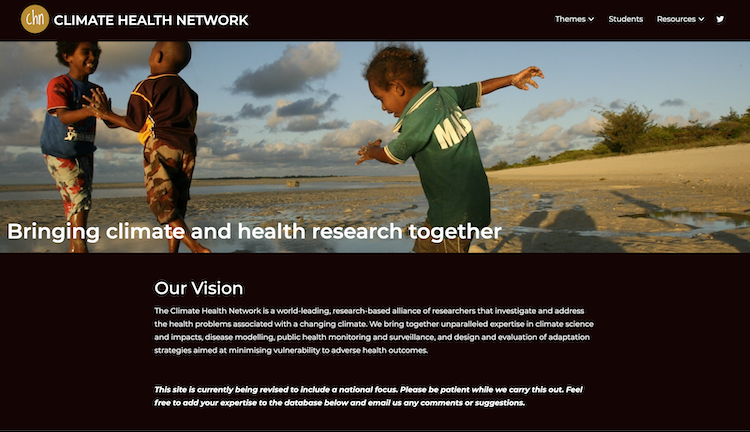 chn CLIMATE HEALTH NETWORK Themes Students Resources
MIS
Bringing climate and health research together
Our Vision
The Climate Health Network is a world-leading, research-based alliance of researchers that investigate and address
the health problems associated with a changing climate. We bring together unparalleled expertise in climate science
and impacts, disease modelling, public health monitoring and surveillance, and design and evaluation of adaptation
strategies aimed at minimising vulnerability to adverse health outcomes.
This site is currently being revised to include a national focus. Please be patient while we carry this out. Feel
free to add your expertise to the database below and email us any comments or suggestions.